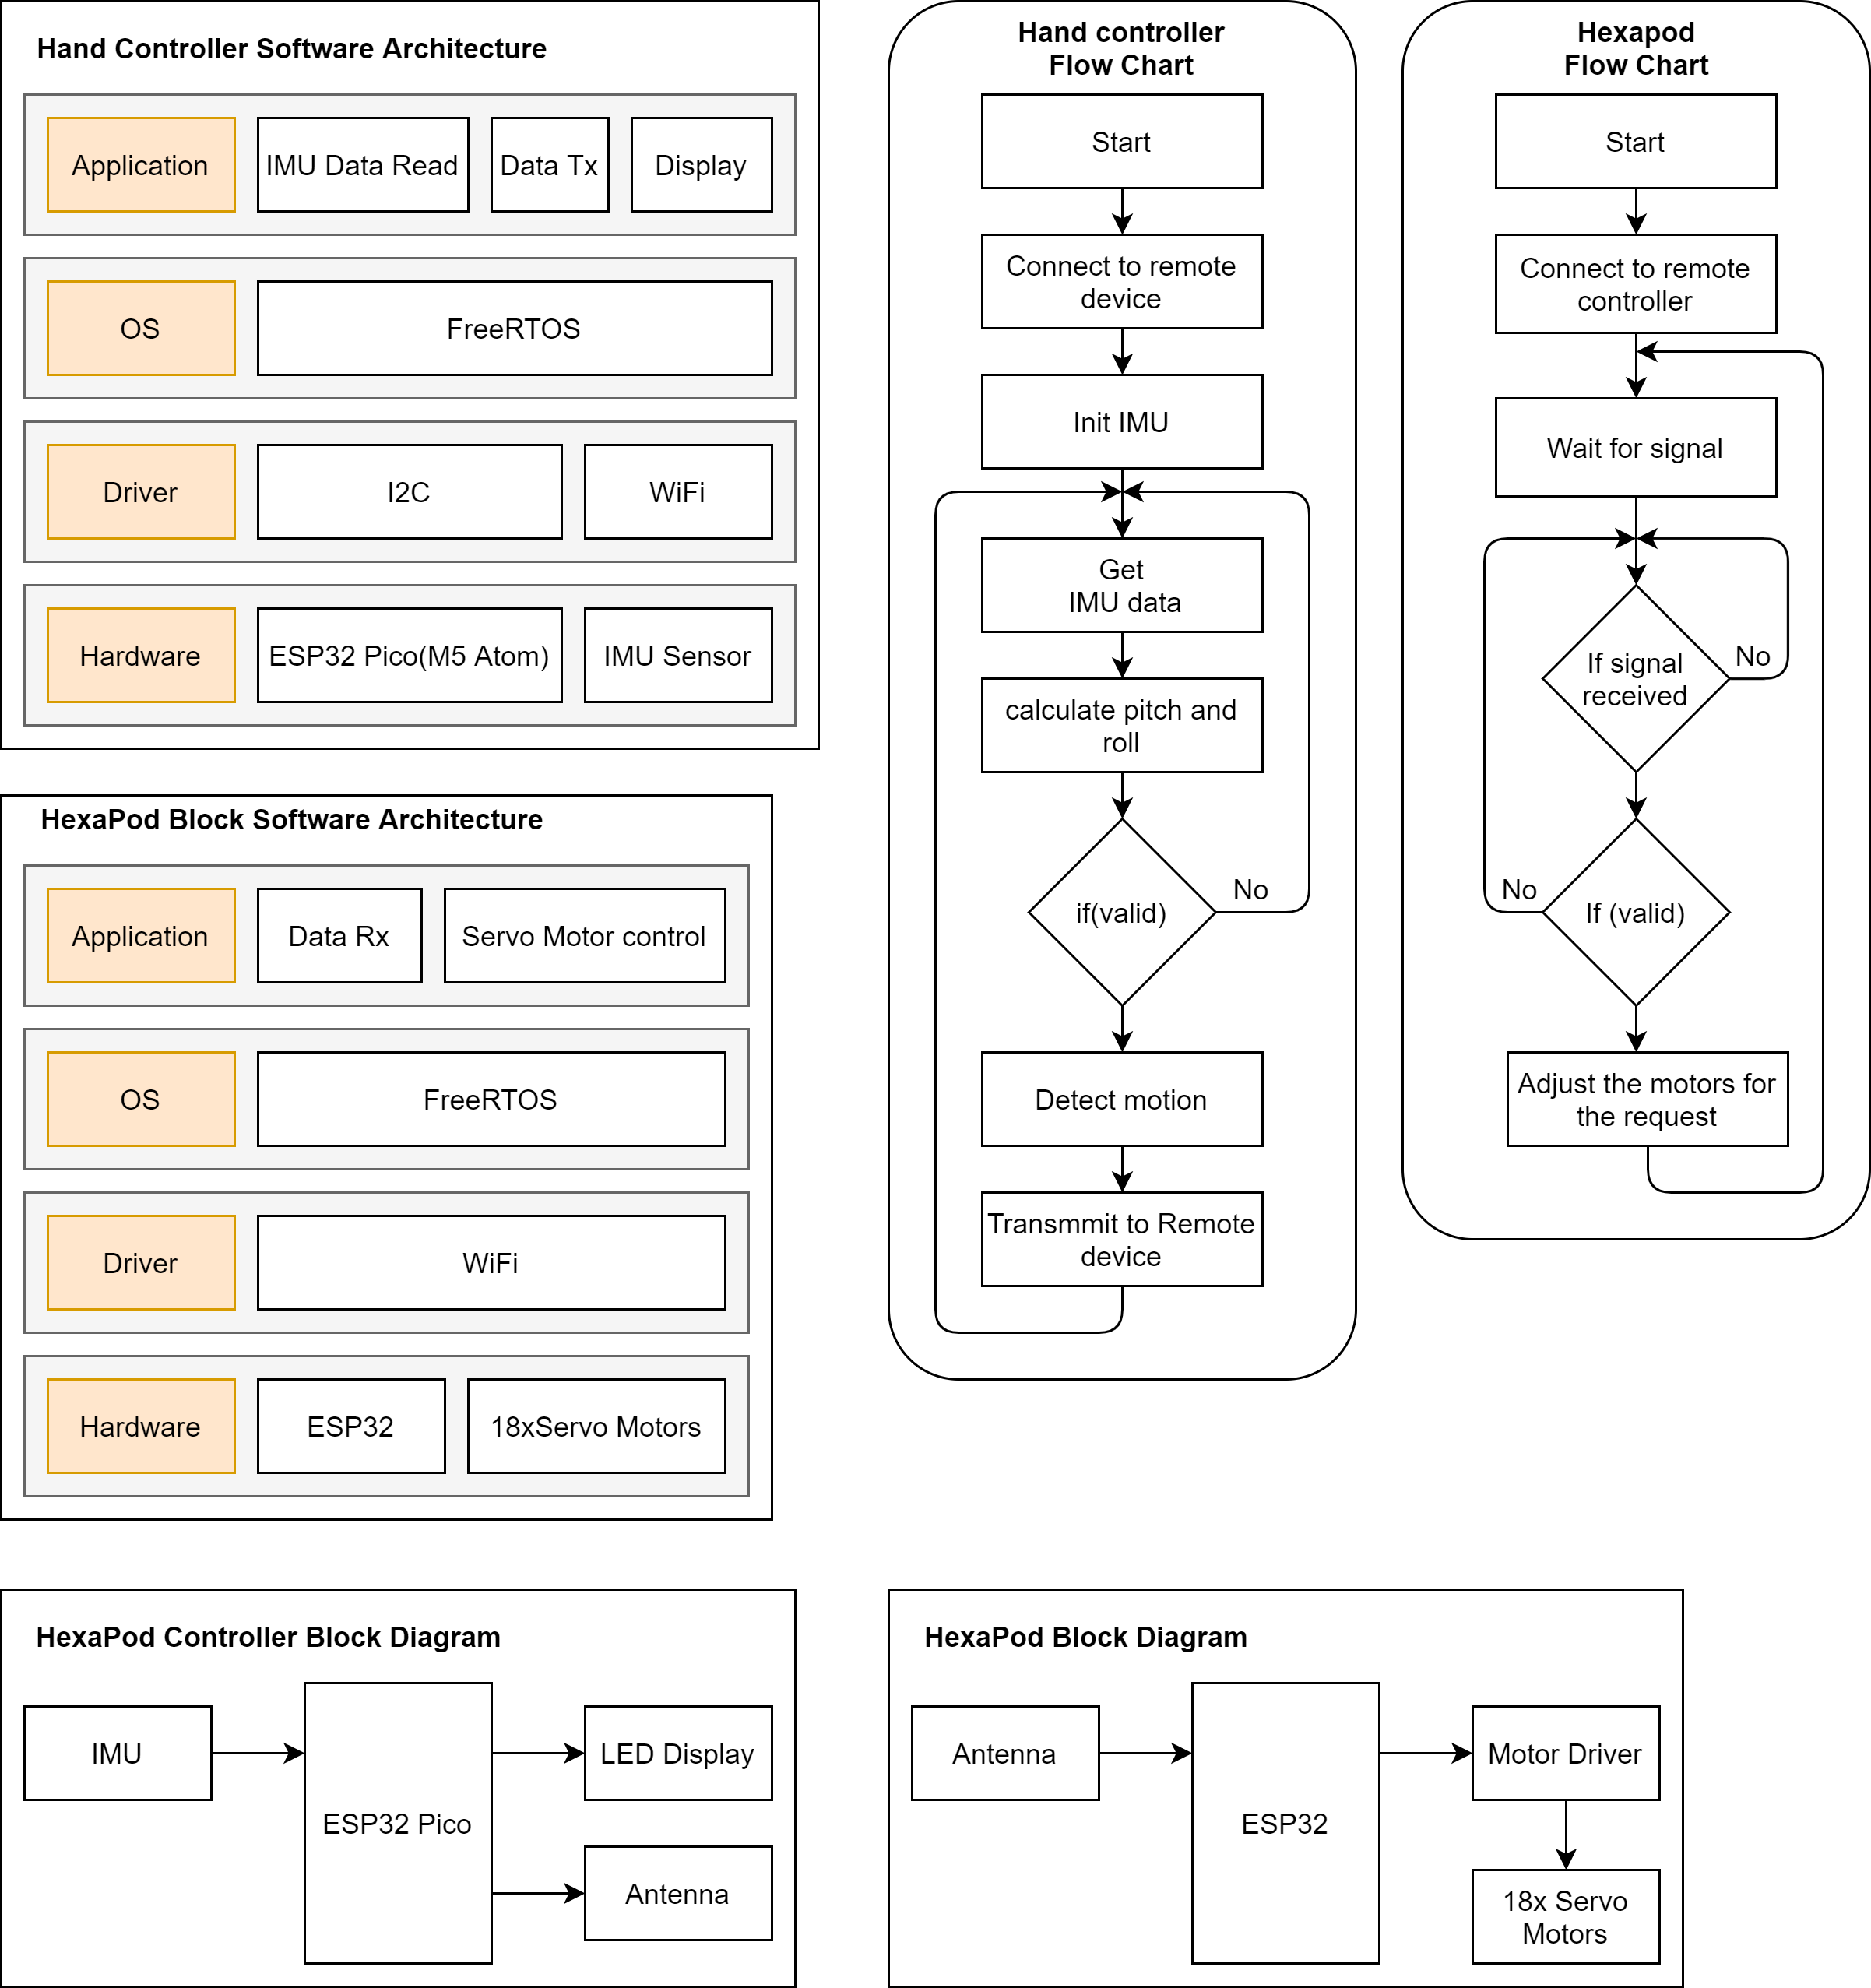 Hand Controller Software Architecture
Application
IMU Data Read
Data Tx
Display
OS
FreeRTOS
Driver
I2C
WiFi
Hardware
ESP32 Pico(M5 Atom)
IMU Sensor
HexaPod Block Software Architecture
Application
Data Rx
Servo Motor control
OS
FreeRTOS
Driver
WiFi
Hardware
ESP32
18xServo Motors
Hand controller
Flow Chart
Start
Connect to remote
device
Init IMU
Get
IMU data
calculate pitch and
roll
if(valid)
No
Detect motion
Transmmit to Remote
device
Hexapod
Flow Chart
Start
Connect to remote
controller
Wait for signal
If signal
received
No
If (valid)
No
Adjust the motors for
the request
HexaPod Controller Block Diagram
IMU
ESP32 Pico
LED Display
Antenna
HexaPod Block Diagram
Antenna
ESP32
Motor Driver
18x Servo
Motors